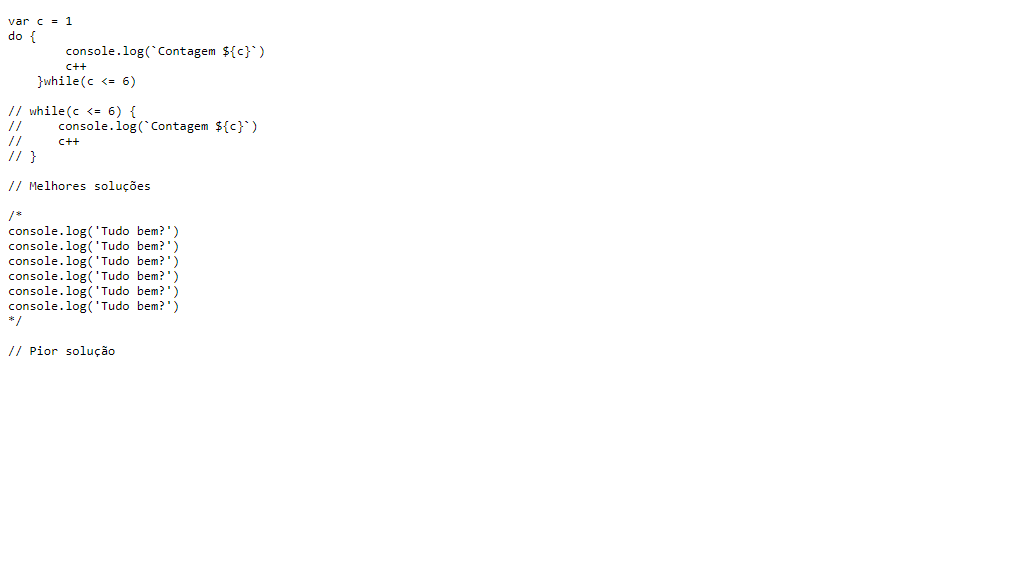 var c = 1
do {
        console.log(`Contagem ${c}`)
        c++
    }while(c <= 6)

// while(c <= 6) {
//     console.log(`Contagem ${c}`)
//     c++
// }

// Melhores soluções

/*
console.log('Tudo bem?')
console.log('Tudo bem?')
console.log('Tudo bem?')
console.log('Tudo bem?')
console.log('Tudo bem?')
console.log('Tudo bem?')
*/

// Pior solução